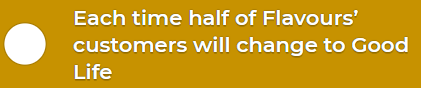 Each time half of Flavours’
customers will change to Good
Life